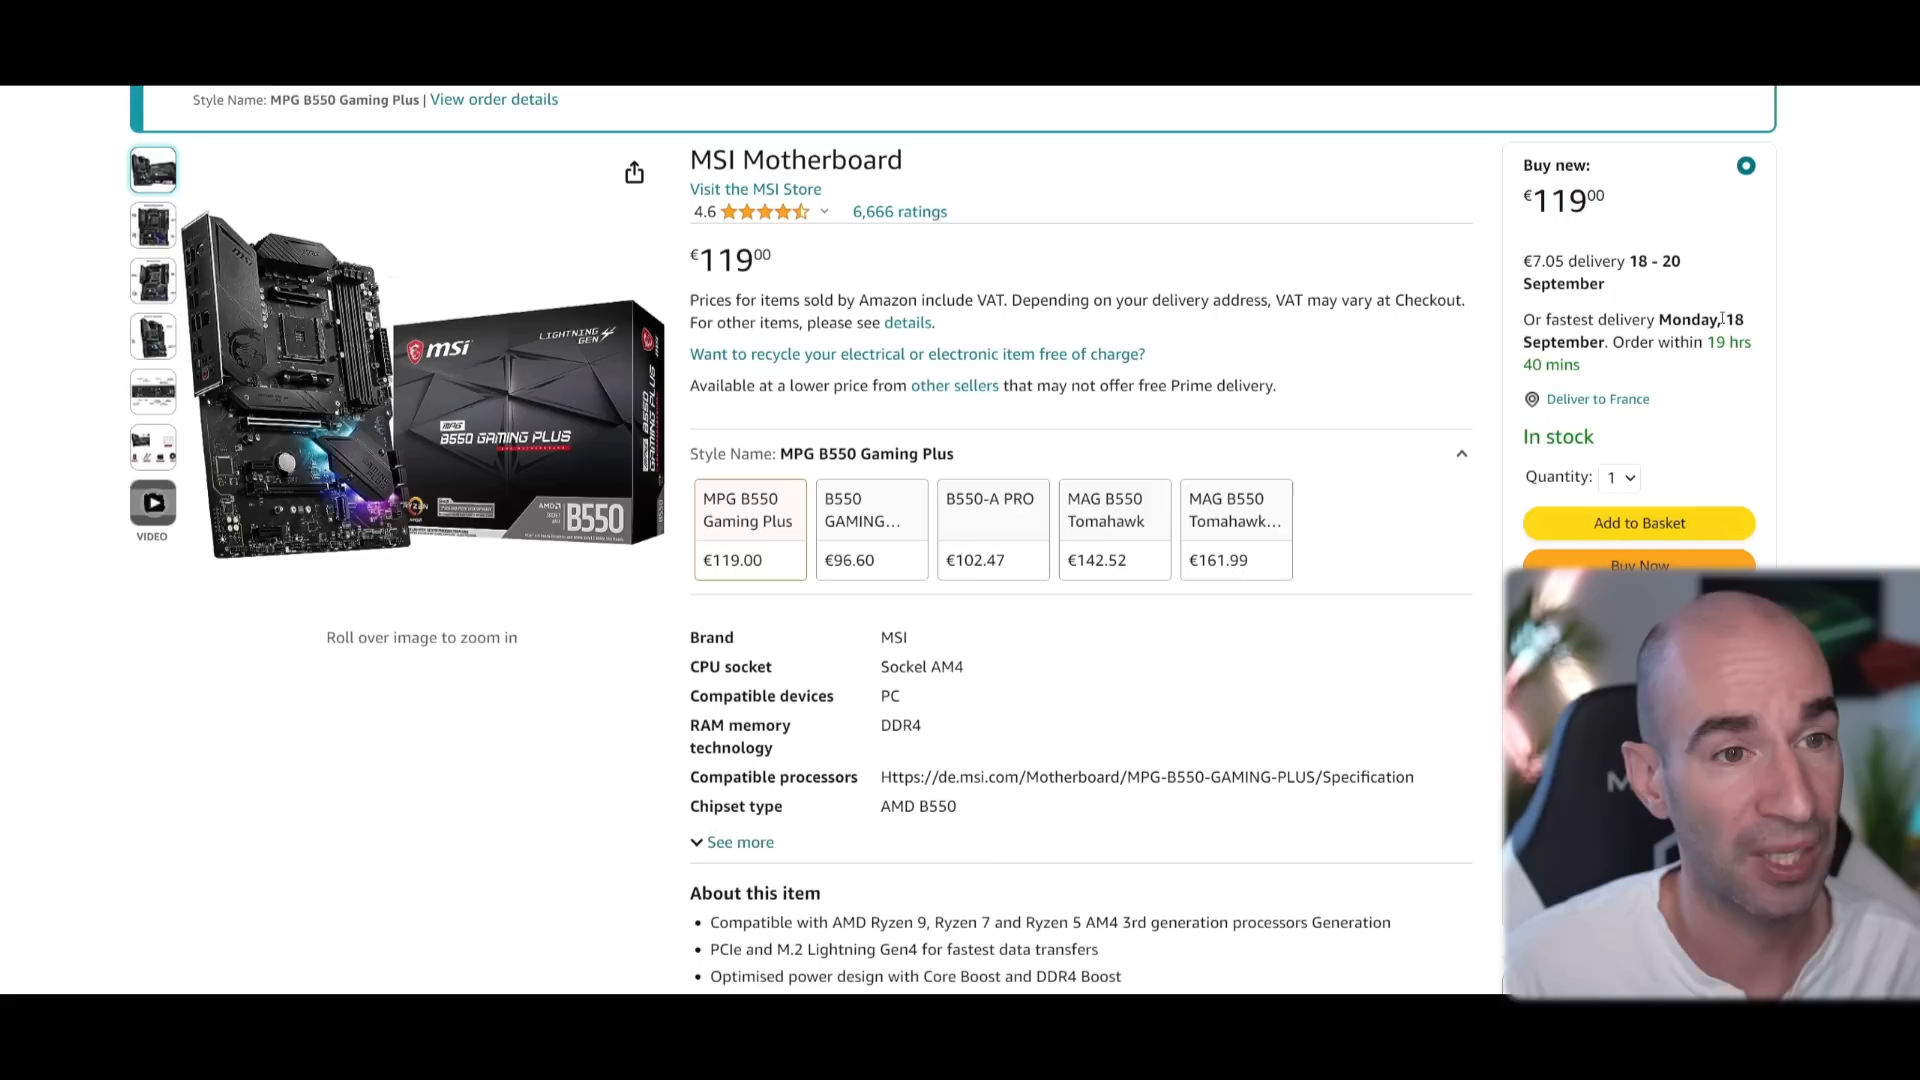 Style Name: MPG B550 Gaming Plus | View order details
MSI Motherboard
Visit the MSI Store
4.6
6,666 ratings
€11900
Prices for items sold by Amazon include VAT. Depending on your delivery address, VAT may vary at Checkout.
For other items, please see details.
Want to recycle your electrical or electronic item free of charge?
Available at a lower price from other sellers that may not offer free Prime delivery.
Style Name: MPG B550 Gaming Plus
MPG B550
Gaming Plus
€119.00
B550
GAMING...
€96.60
B550-A PRO
€102.47
MAG B550
Tomahawk
€142.52
MAG B550
Tomahawk...
€161.99
Brand MSI
CPU socket Sockel AM4
Compatible devices PC
RAM memory DDR4
technology
Compatible processors Https://de.msi.com/Motherboard/MPG-B550-GAMING-PLUS/Specification
Chipset type AMD B550
See more
About this item
Compatible with AMD Ryzen 9, Ryzen 7 and Ryzen 5 AM4 3rd generation processors Generation
PCIe and M.2 Lightning Gen4 for fastest data transfers
Optimised power design with Core Boost and DDR4 Boost
VIDEO
msi
LIGHTNING
GEN
MPG
B550 GAMING PLUS
B550 GAMING PLUS
AMD
B550
Roll over image to zoom in
Buy new:
€11900
€7.05 delivery 18 - 20
September
Or fastest delivery Monday, 18
September. Order within 19 hrs
40 mins
Deliver to France
In stock
Quantity: 1
Add to Basket
Buy Now